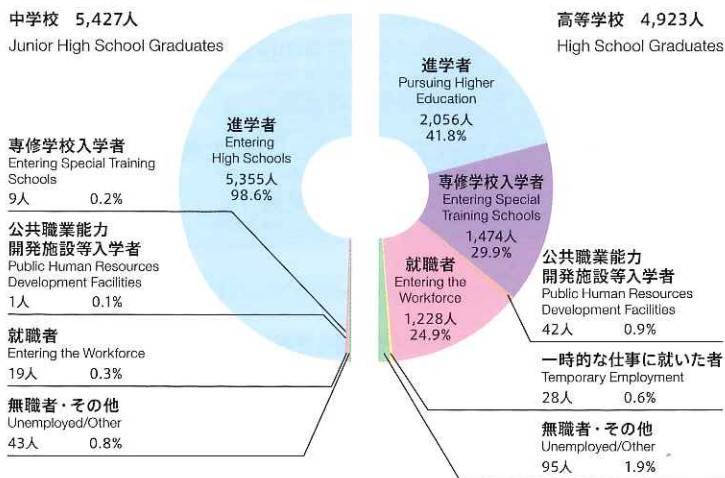 中学校 5,427人
Junior High School Graduates
進学者
Entering
High Schools
5,355人
98.6%
専修学校入学者
Entering Special Training
Schools
9人 0.2%
公共職業能力
開発施設等入学者
Public Human Resources
Development Facilities
1人 0.1%
就職者
Entering the Workforce
19人 0.3%
無職者・その他
Unemployed/Other
43人 0.8%
高等学校 4,923人
High School Graduates
進学者
Pursuing Higher
Education
2,056人
41.8%
専修学校入学者
Entering Special
Training Schools
1,474人
29.9%
就職者
Entering the
Workforce
1,228人
24.9%
公共職業能力
開発施設等入学者
Public Human Resources
Development Facilities
42人 0.9%
一時的な仕事に就いた者
Temporary Employment
28人 0.6%
無職者・その他
Unemployed/Other
95人 1.9%